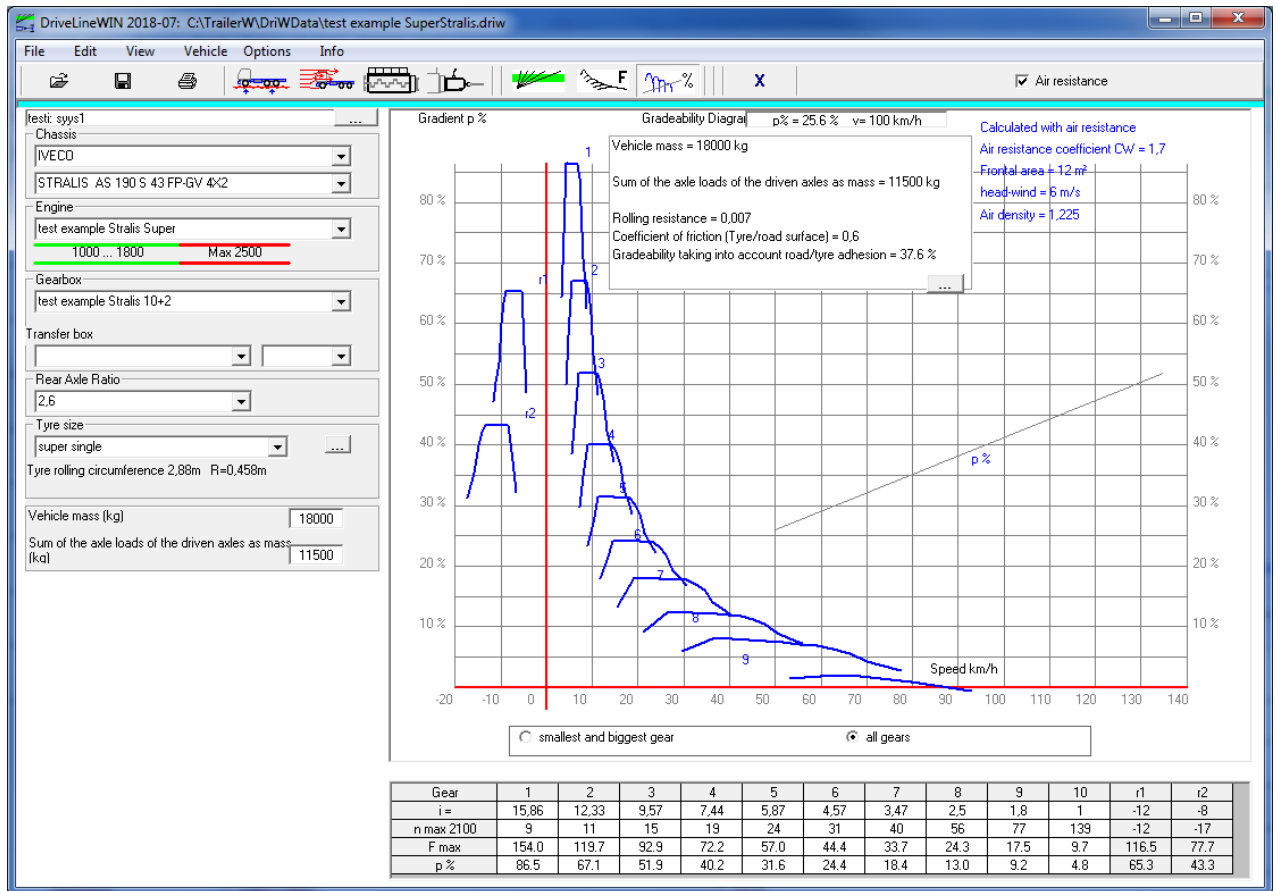 DriveLineWIN 2018-07: C:\TrailerW\DriWData\test example SuperStralis.driw
File Edit View Vehicle Options Info
F % X Air resistance
testi: syys1 ...
Chassis
IVECO
STRALIS AS 190 S 43 FP-GV 4X2
Engine
test example Stralis Super
1000 ... 1800 Max 2500
Gearbox
test example Stralis 10+2
Transfer box
Rear Axle Ratio
2,6
Tyre size
super single ...
Tyre rolling circumference 2,88m R=0,458m
Vehicle mass (kg) 18000
Sum of the axle loads of the driven axles as mass
(kg) 11500
Gradient p % Gradeability Diagra p% = 25.6 % v= 100 km/h
Calculated with air resistance
Air resistance coefficient CW = 1,7
Frontal area = 12 m²
head-wind = 6 m/s
Air density = 1,225
Vehicle mass = 18000 kg
Sum of the axle loads of the driven axles as mass = 11500 kg
Rolling resistance = 0,007
Coefficient of friction (Tyre/road surface) = 0,6
Gradeability taking into account road/tyre adhesion = 37.6 %
...
1
80 % 80 %
70 % 2 70 %
r1
60 % 60 %
3
50 % 50 %
r2
40 % 4 40 %
p %
5
30 % 30 %
6
20 % 7 20 %
10 % 8 10 %
9
Speed km/h
-20 -10 0 10 20 30 40 50 60 70 80 90 100 110 120 130 140
smallest and biggest gear all gears
Gear 1 2 3 4 5 6 7 8 9 10 r1 r2
i = 15,86 12,33 9,57 7,44 5,87 4,57 3,47 2,5 1,8 1 -12 -8
n max 2100 9 11 15 19 24 31 40 56 77 139 -12 -17
F max 154.0 119.7 92.9 72.2 57.0 44.4 33.7 24.3 17.5 9.7 116.5 77.7
p % 86.5 67.1 51.9 40.2 31.6 24.4 18.4 13.0 9.2 4.8 65.3 43.3